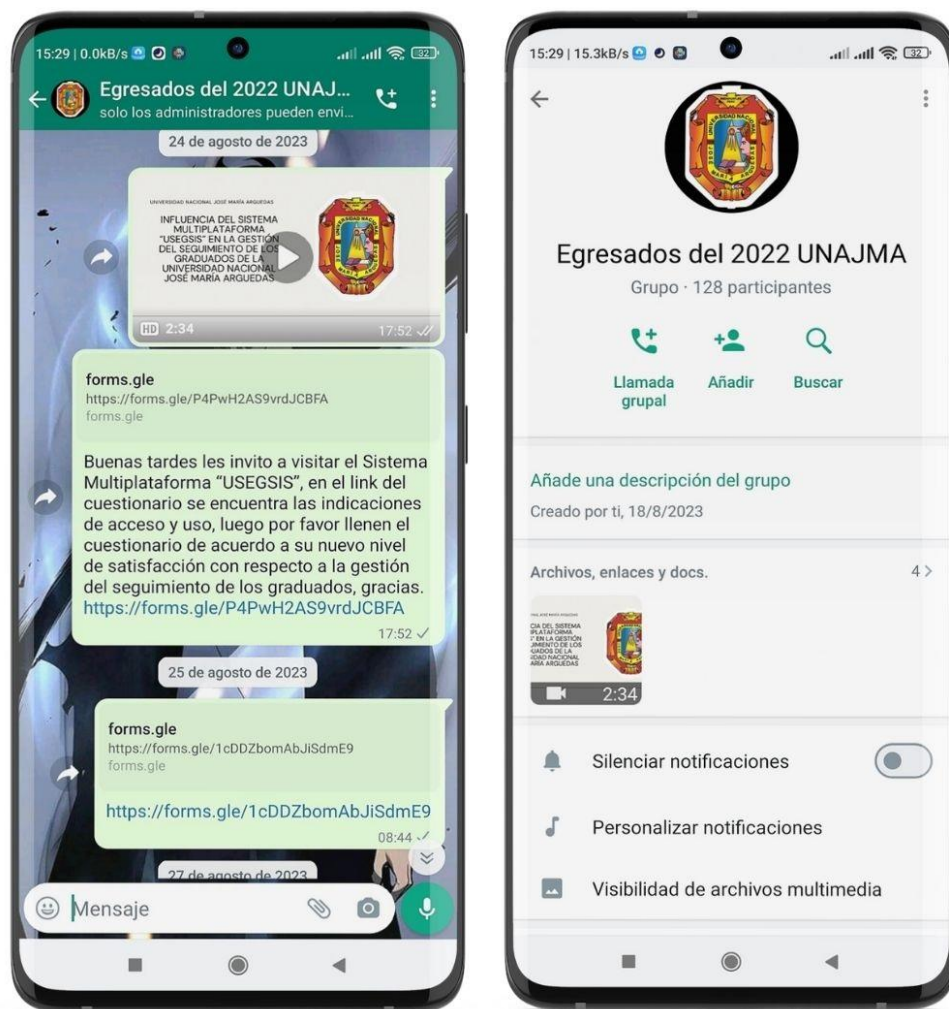 15:29 | 0.0kB/s
32
Egresados del 2022 UNAJ...
solo los administradores pueden envi...
24 de agosto de 2023
UNIVERSIDAD NACIONAL JOSÉ MARÍA ARGUEDAS
INFLUENCIA DEL SISTEMA
MULTIPLATAFORMA
"USEGSIS" EN LA GESTIÓN
DEL SEGUIMIENTO DE LOS
GRADUADOS DE LA
UNIVERSIDAD NACIONAL
JOSÉ MARÍA ARGUEDAS
HD 2:34
17:52
forms.gle
https://forms.gle/P4PwH2AS9vrdJCBFA
forms.gle
Buenas tardes les invito a visitar el Sistema
Multiplataforma “USEGSIS”, en el link del
cuestionario se encuentra las indicaciones
de acceso y uso, luego por favor llenen el
cuestionario de acuerdo a su nuevo nivel
de satisfacción con respecto a la gestión
del seguimiento de los graduados, gracias.
https://forms.gle/P4PwH2AS9vrdJCBFA
17:52
25 de agosto de 2023
forms.gle
https://forms.gle/1cDDZbomAbJiSdmE9
forms.gle
https://forms.gle/1cDDZbomAbJiSdmE9
08:44
27 de agosto de 2023
Mensaje
15:29 | 15.3kB/s
32
Egresados del 2022 UNAJMA
Grupo · 128 participantes
Llamada
grupal
Añadir
Buscar
Añade una descripción del grupo
Creado por ti, 18/8/2023
Archivos, enlaces y docs.
4 >
2:34
Silenciar notificaciones
Personalizar notificaciones
Visibilidad de archivos multimedia